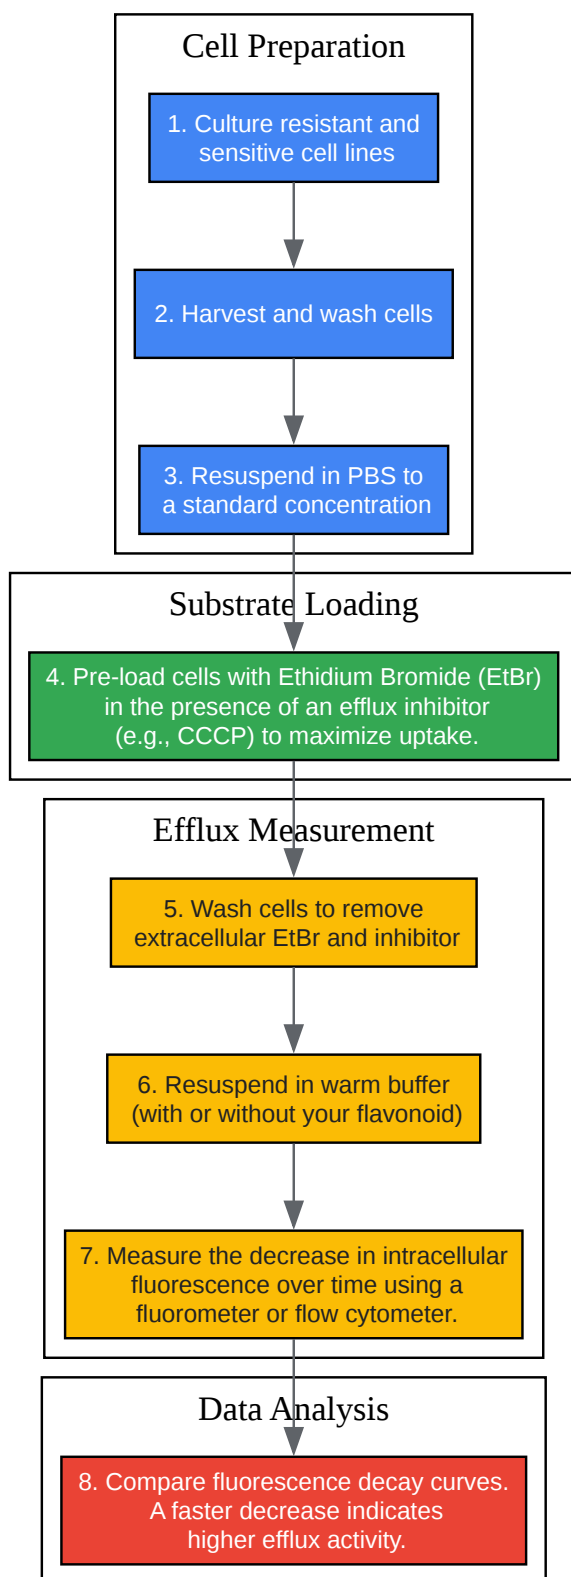 Cell Preparation
1. Culture resistant and
sensitive cell lines
2. Harvest and wash cells
3. Resuspend in PBS to
a standard concentration
Substrate Loading
4. Pre-load cells with Ethidium Bromide (EtBr)
in the presence of an efflux inhibitor
(e.g., CCCP) to maximize uptake.
Efflux Measurement
5. Wash cells to remove
extracellular EtBr and inhibitor
6. Resuspend in warm buffer
(with or without your flavonoid)
7. Measure the decrease in intracellular
fluorescence over time using a
fluorometer or flow cytometer.
Data Analysis
8. Compare fluorescence decay curves.
A faster decrease indicates
higher efflux activity.